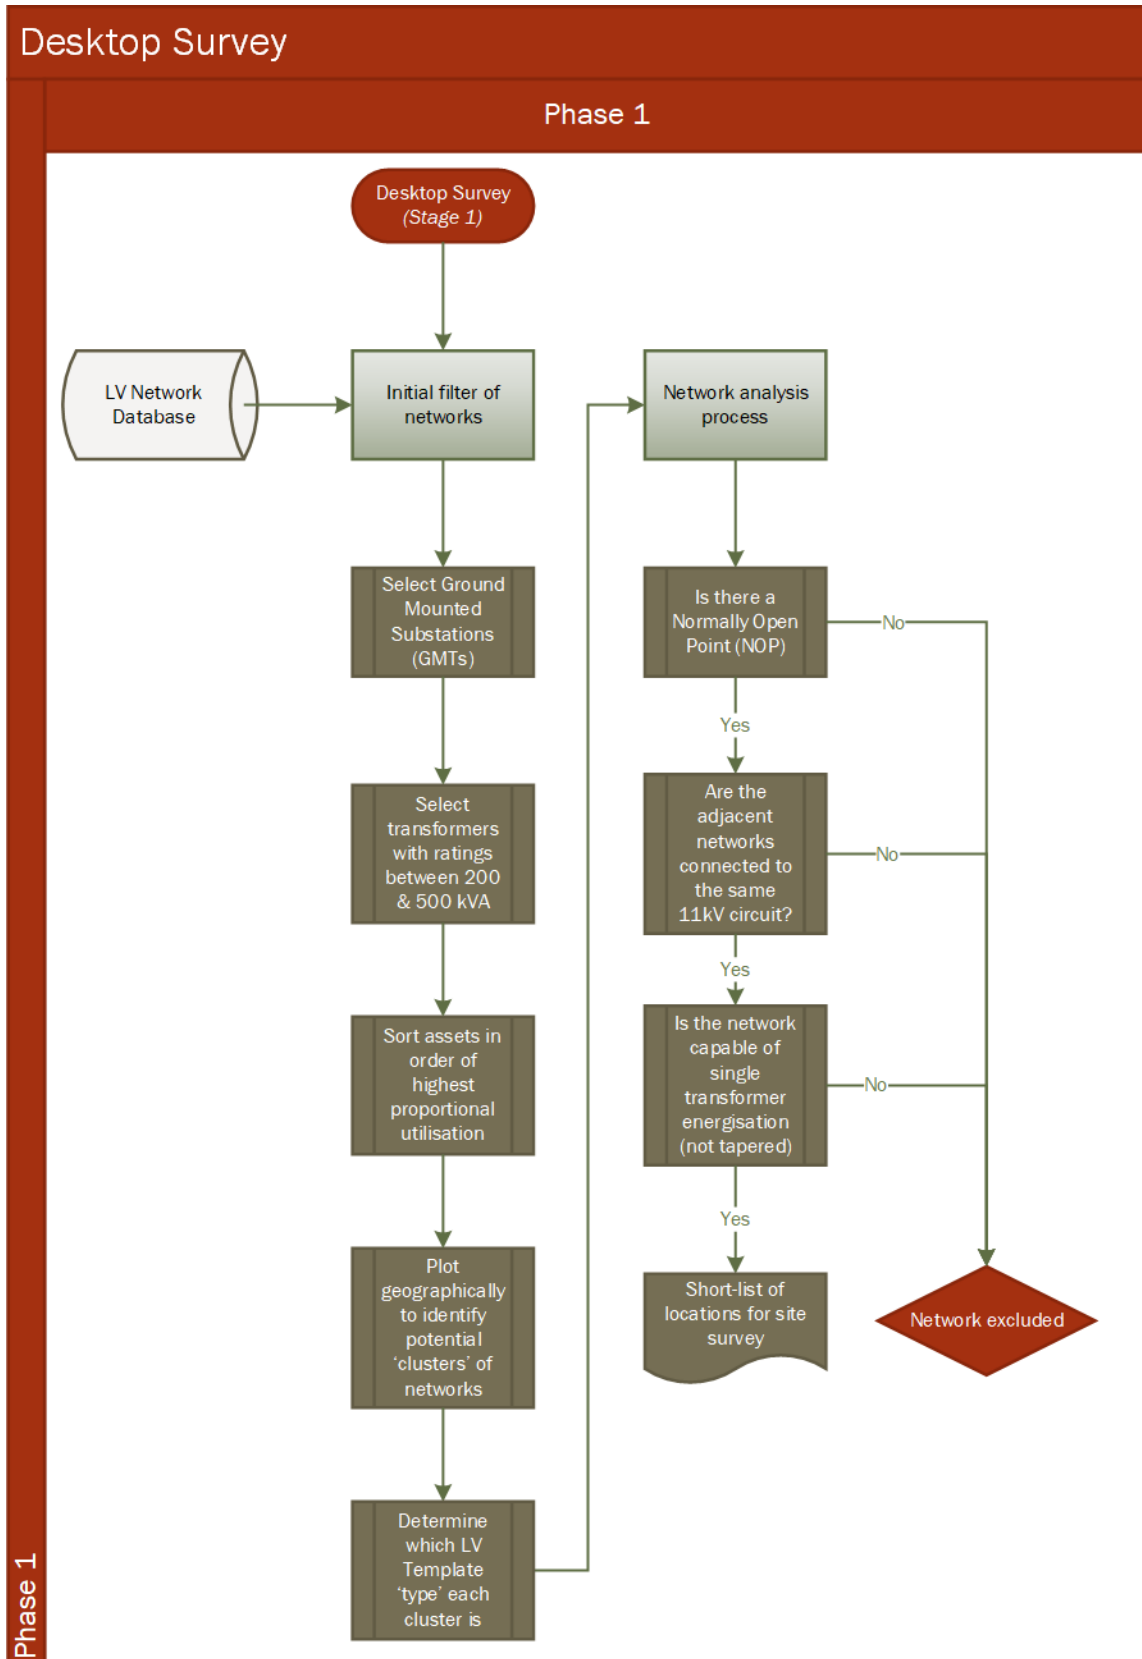 Desktop Survey
Phase 1
Phase 1
Desktop Survey
(Stage 1)
LV Network
Database
Initial filter of
networks
Select Ground
Mounted
Substations
(GMTs)
Select
transformers
with ratings
between 200
& 500 kVA
Sort assets in
order of
highest
proportional
utilisation
Plot
geographically
to identify
potential
‘clusters’ of
networks
Determine
which LV
Template
‘type’ each
cluster is
Network analysis
process
Is there a
Normally Open
Point (NOP)
No
Yes
Are the
adjacent
networks
connected to
the same
11kV circuit?
No
Yes
Is the network
capable of
single
transformer
energisation
(not tapered)
No
Yes
Short-list of
locations for site
survey
Network excluded